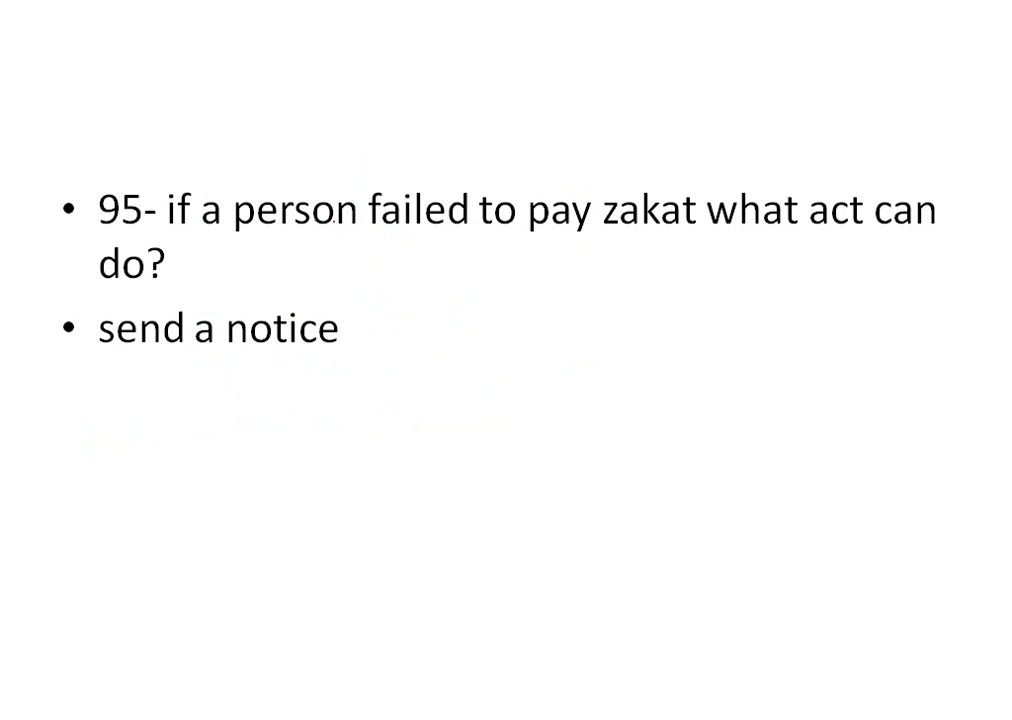 • 95- if a person failed to pay zakat what act can
do?
• send a notice